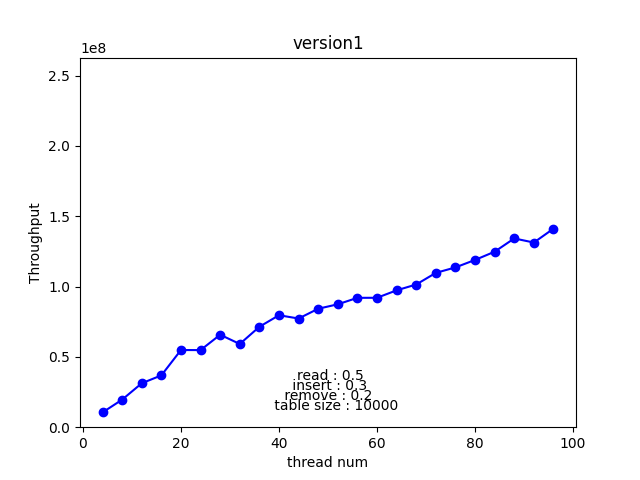 version1
1e8
2.5
2.0
1.5
1.0
0.5
0.0
Throughput
read : 0.5
insert : 0.3
remove : 0.2
table size : 10000
0 20 40 60 80 100
thread num